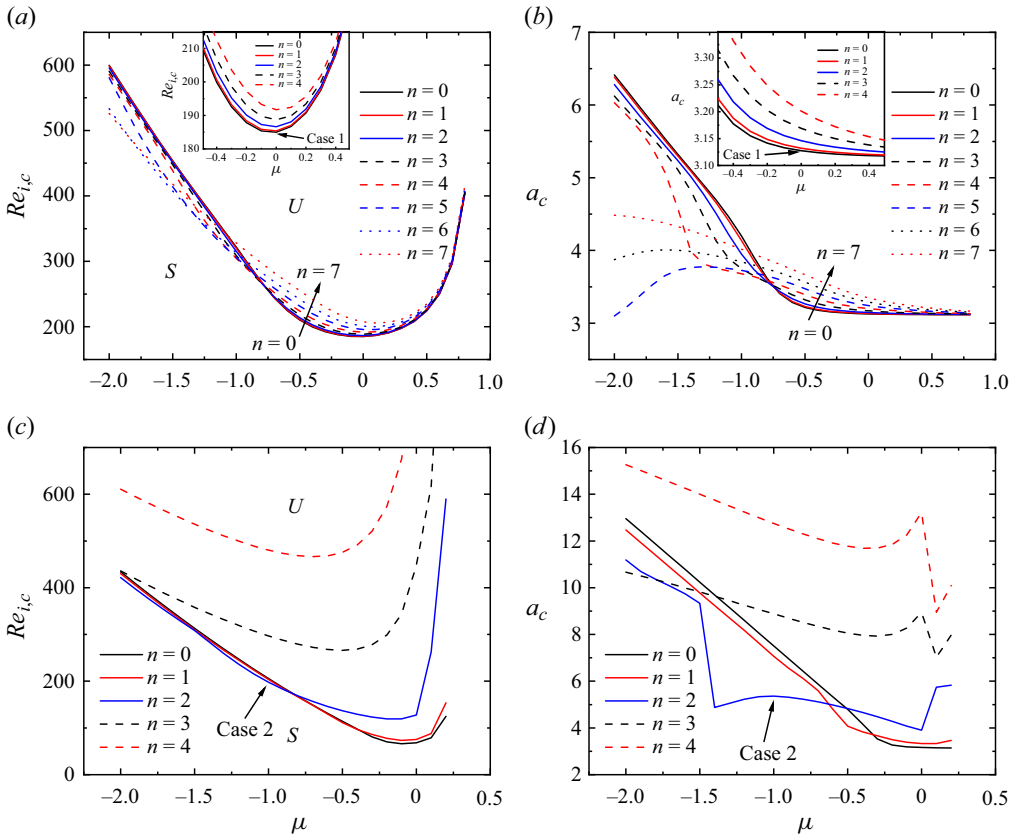 (a)
600
500
400
300
200
Re_{i,c}
U
S
n = 7
n = 0
n = 0
n = 1
n = 2
n = 3
n = 4
n = 5
n = 6
n = 7
–2.0 –1.5 –1.0 –0.5 0 0.5 1.0
210
200
190
180
Re_{i,c}
n = 0
n = 1
n = 2
n = 3
n = 4
Case 1
–0.4 –0.2 0 0.2 0.4
μ
(b)
7
6
5
4
3
a_c
n = 7
n = 0
n = 0
n = 1
n = 2
n = 3
n = 4
n = 5
n = 6
n = 7
–2.0 –1.5 –1.0 –0.5 0 0.5 1.0
3.30
3.25
3.20
3.15
3.10
a_c
n = 0
n = 1
n = 2
n = 3
n = 4
Case 1
–0.4 –0.2 0 0.2 0.4
μ
(c)
600
400
200
0
Re_{i,c}
U
S
Case 2
n = 0
n = 1
n = 2
n = 3
n = 4
–2.0 –1.5 –1.0 –0.5 0 0.5
μ
(d)
16
14
12
10
8
6
4
2
a_c
Case 2
n = 0
n = 1
n = 2
n = 3
n = 4
–2.0 –1.5 –1.0 –0.5 0 0.5
μ